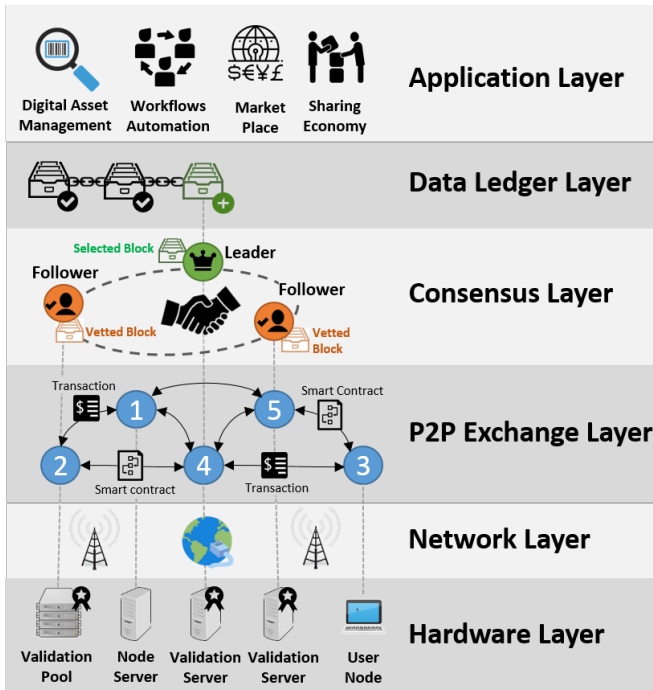 Digital Asset
Management
Workflows
Automation
$€¥£
Market
Place
Sharing
Economy
Application Layer
Data Ledger Layer
Selected Block
Leader
Follower
Follower
Vetted Block
Vetted
Block
Consensus Layer
Transaction
$
1
5
Smart Contract
2
4
3
Smart contract
$
Transaction
P2P Exchange Layer
Network Layer
Validation
Pool
Node
Server
Validation
Server
Validation
Server
User
Node
Hardware Layer